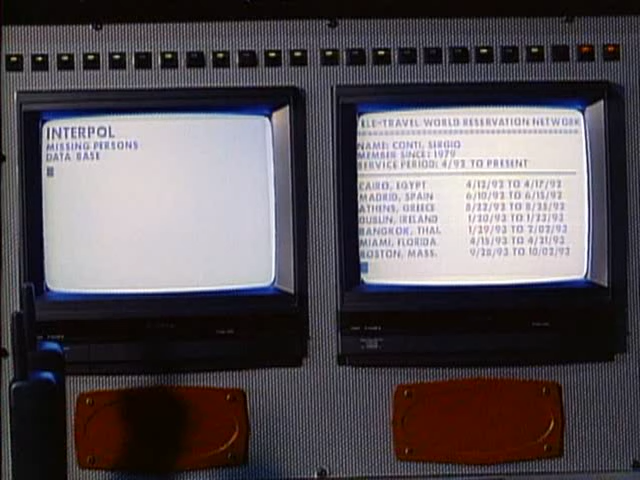 INTERPOL
MISSING PERSONS
DATA BASE
ELE-TRAVEL WORLD RESERVATION NETWORK
NAME: CONTI, SERGIO
MEMBER SINCE: 1979
SERVICE PERIOD: 4/92 TO PRESENT
CAIRO, EGYPT 4/12/92 TO 4/17/92
MADRID, SPAIN 6/10/92 TO 6/15/92
ATHENS, GREECE 8/22/92 TO 8/25/92
DUBLIN, IRELAND 1/20/93 TO 1/22/93
BANGKOK, THAI. 1/29/93 TO 2/02/93
MIAMI, FLORIDA 4/15/93 TO 4/21/93
BOSTON, MASS. 9/28/93 TO 10/02/93